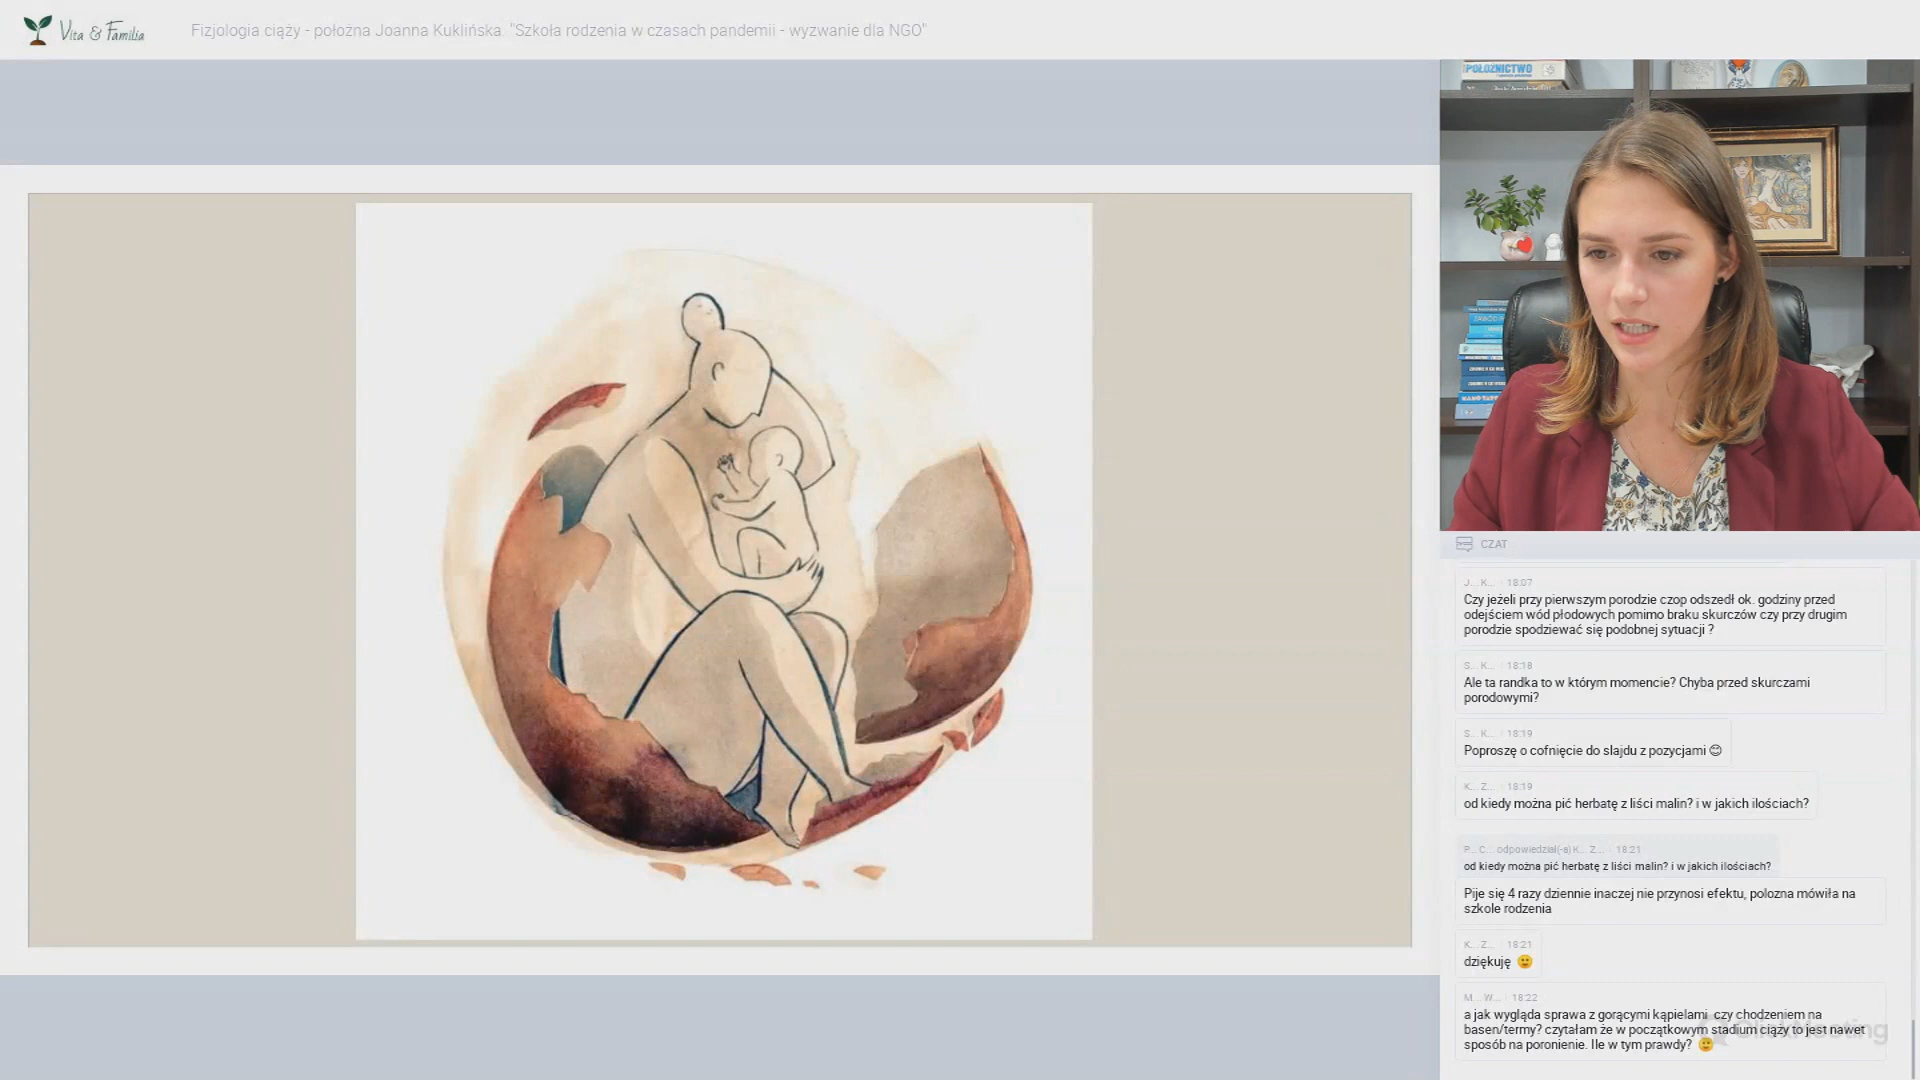 Vita & Familia
Fizjologia ciąży - położna Joanna Kuklińska. "Szkoła rodzenia w czasach pandemii - wyzwanie dla NGO"
POŁOŻNICTWO
CZAT
J... K... 18:07
Czy jeżeli przy pierwszym porodzie czop odszedł ok. godziny przed
odejściem wód płodowych pomimo braku skurczów czy przy drugim
porodzie spodziewać się podobnej sytuacji ?
S... K... 18:18
Ale ta randka to w którym momencie? Chyba przed skurczami
porodowymi?
S... K... 18:19
Poproszę o cofnięcie do slajdu z pozycjami 😊
K... Z... 18:19
od kiedy można pić herbatę z liści malin? i w jakich ilościach?
P... C... odpowiedział(-a) K... Z... 18:21
od kiedy można pić herbatę z liści malin? i w jakich ilościach?
Pije się 4 razy dziennie inaczej nie przynosi efektu, polozna mówiła na
szkole rodzenia
K... Z... 18:21
dziękuję 🙂
M... W... 18:22
a jak wygląda sprawa z gorącymi kąpielami czy chodzeniem na
basen/termy? czytałam że w początkowym stadium ciąży to jest nawet
sposób na poronienie. Ile w tym prawdy? 🙂
ClickMeeting